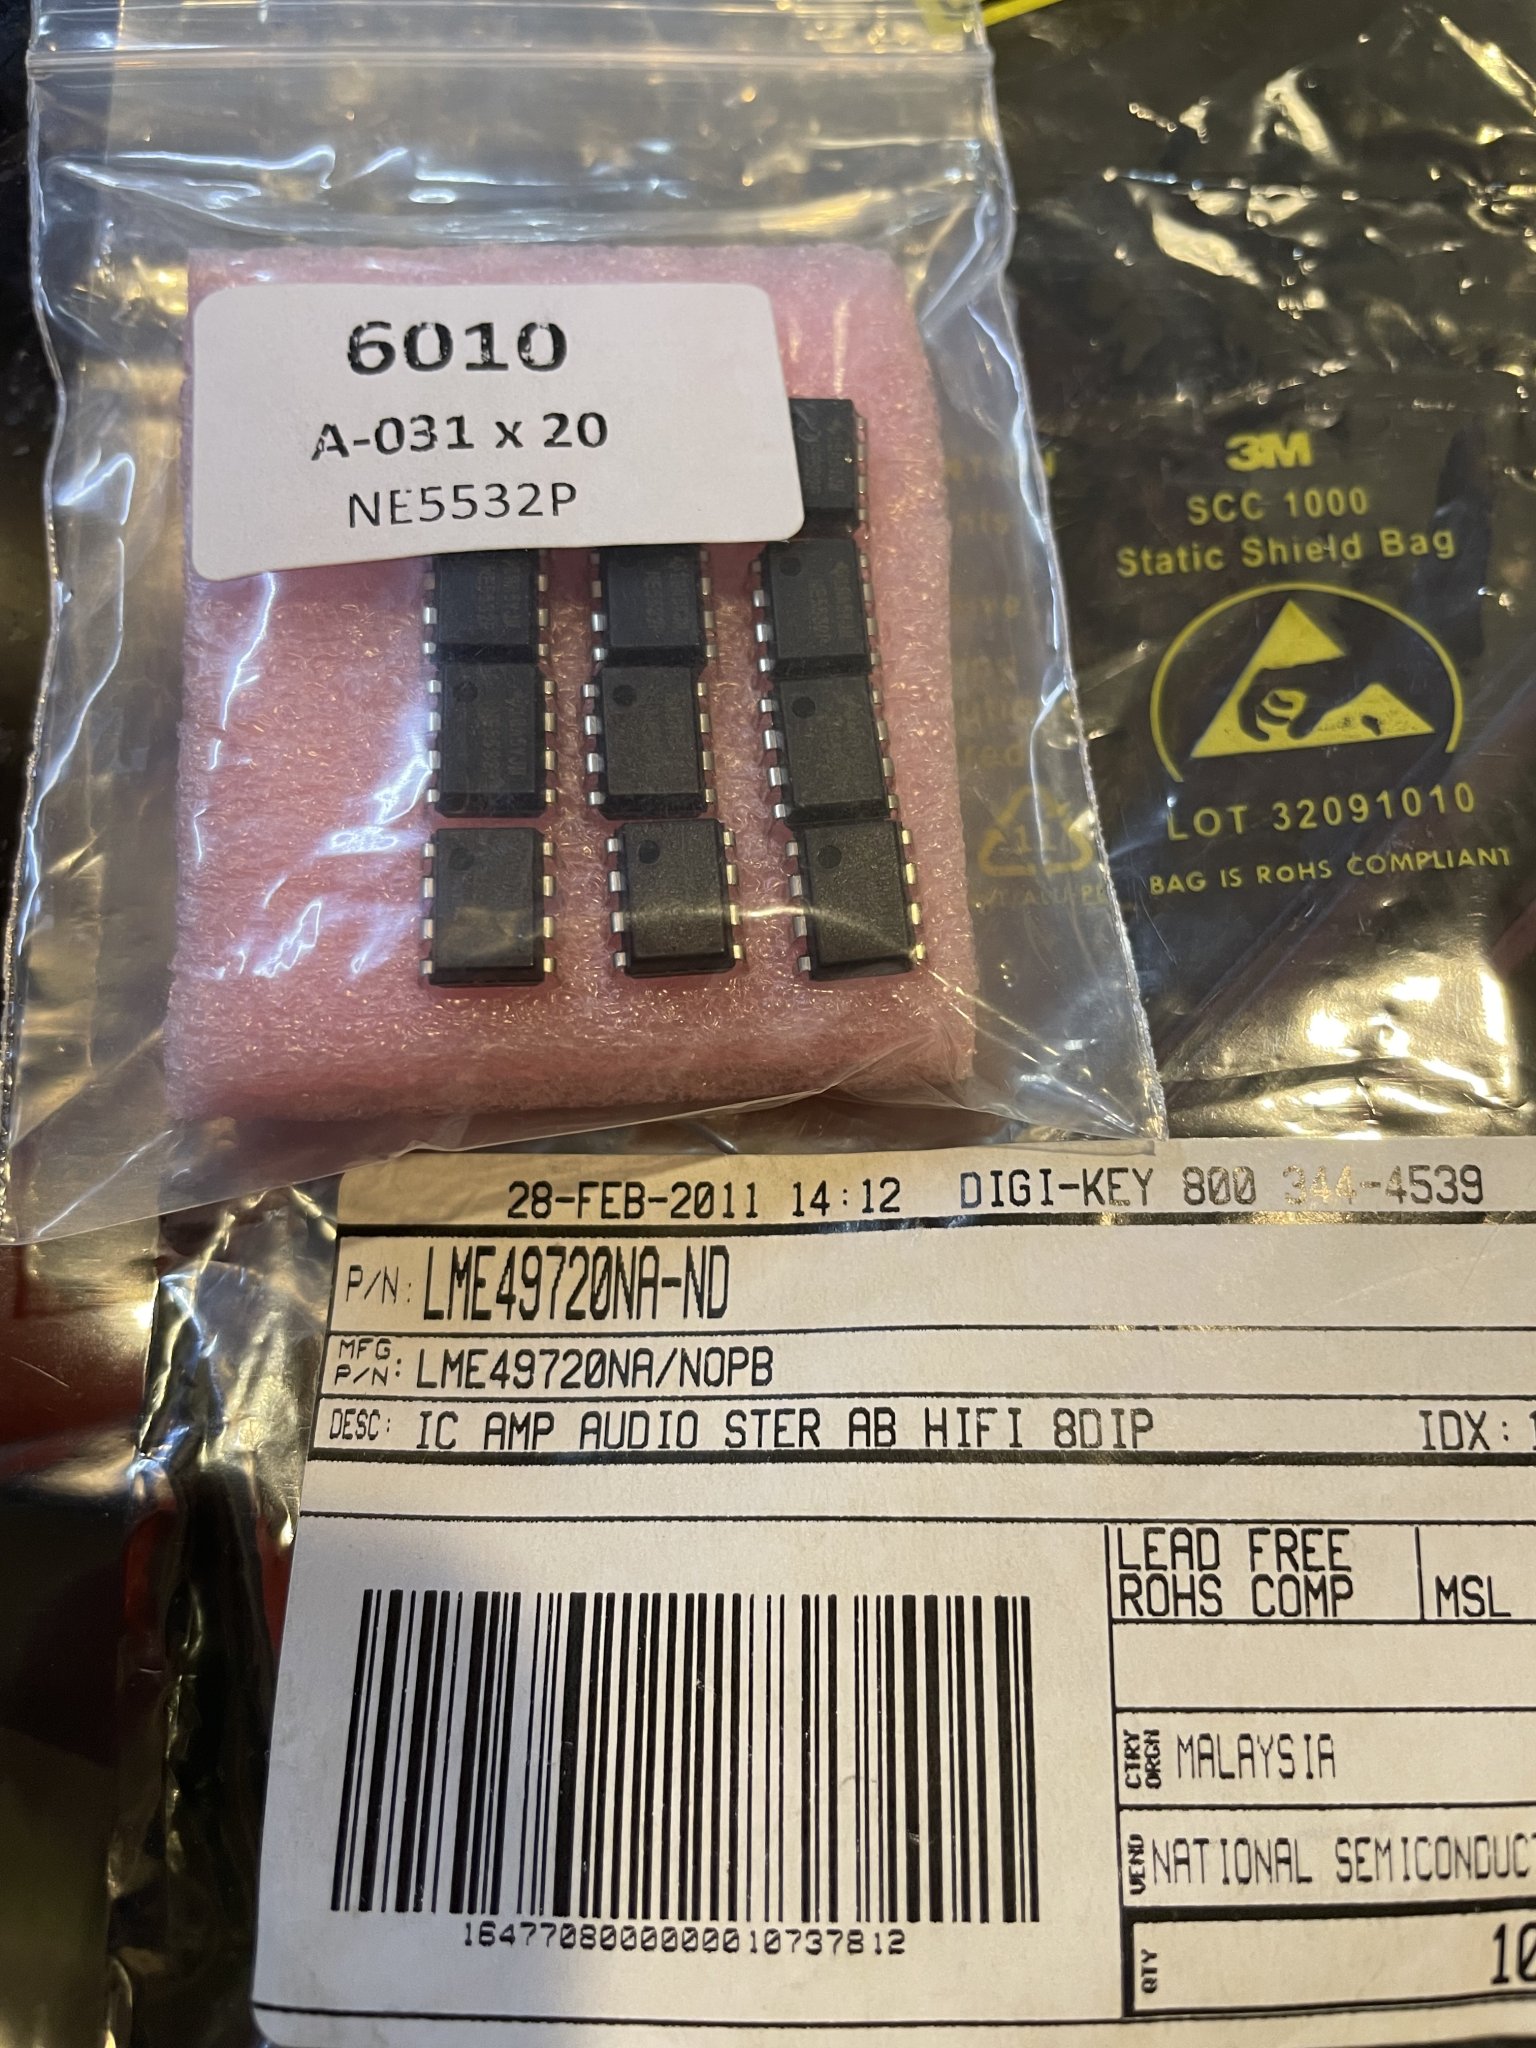 6010
A-031 x 20
NE5532P
3M
SCC 1000
Static Shield Bag
LOT 32091010
BAG IS ROHS COMPLIANT
28-FEB-2011 14:12 DIGI-KEY 800 344-4539
P/N: LME49720NA-ND
MFG P/N: LME49720NA/NOPB
DESC: IC AMP AUDIO STER AB HIFI 8DIP IDX:
LEAD FREE
ROHS COMP
MSL
CTRY ORGN MALAYSIA
VEND NATIONAL SEMICONDUCT
QTY 10
16477080000000010737812